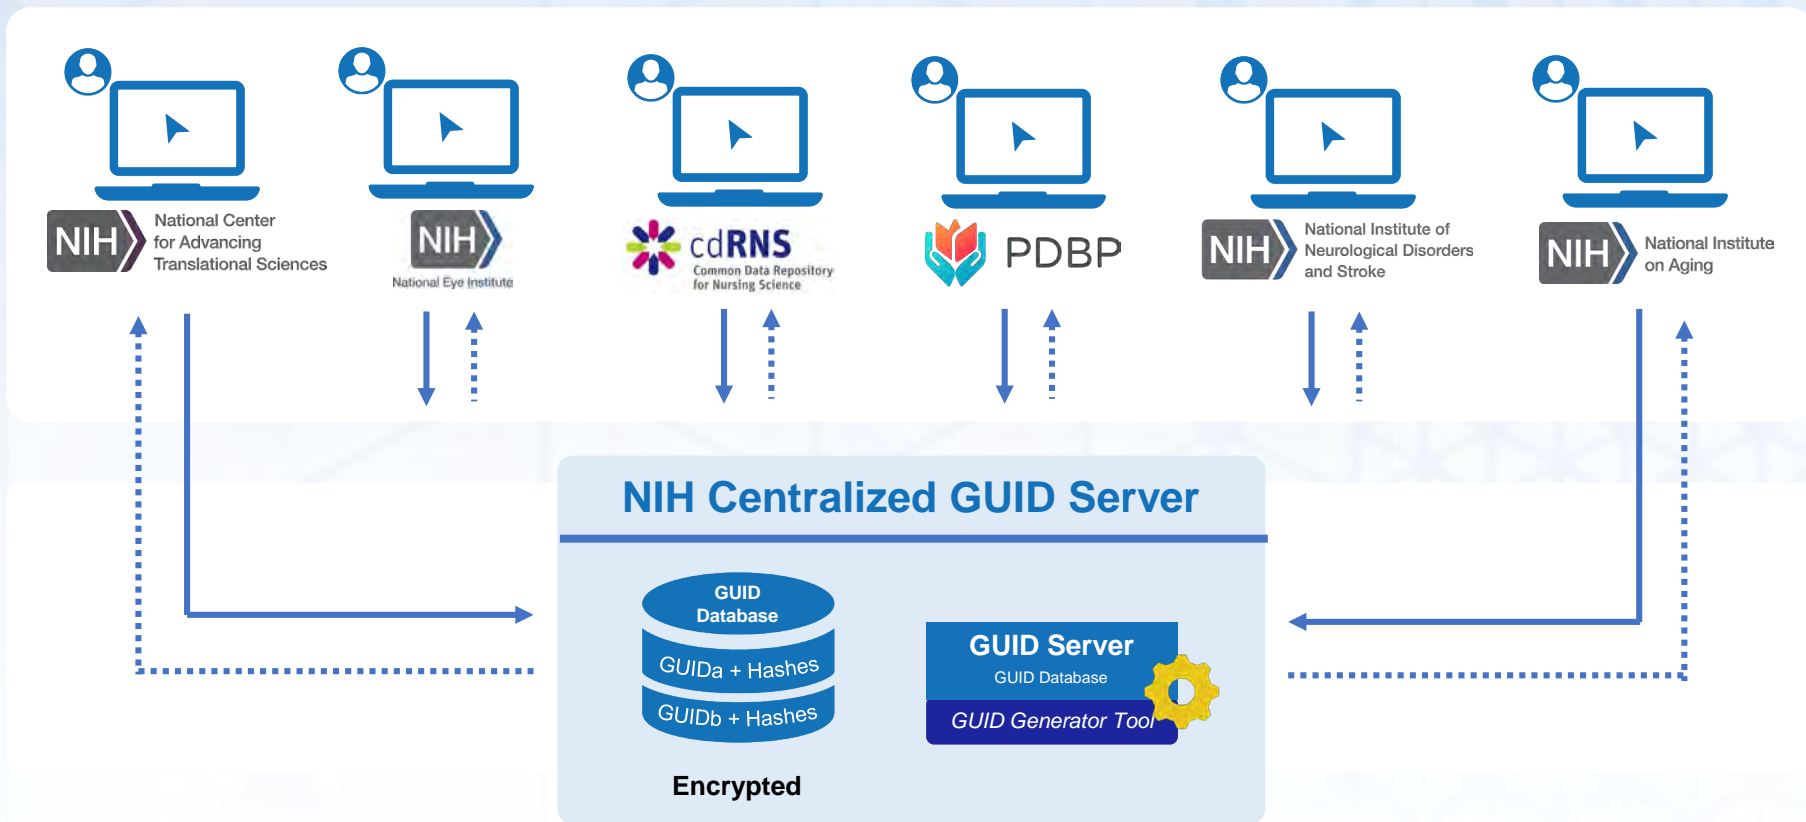 NIH
National Center
for Advancing
Translational Sciences
NIH
National Eye Institute
cdRNS
Common Data Repository
for Nursing Science
PDBP
NIH
National Institute of
Neurological Disorders
and Stroke
NIH
National Institute
on Aging
NIH Centralized GUID Server
GUID
Database
GUIDa + Hashes
GUIDb + Hashes
Encrypted
GUID Server
GUID Database
GUID Generator Tool